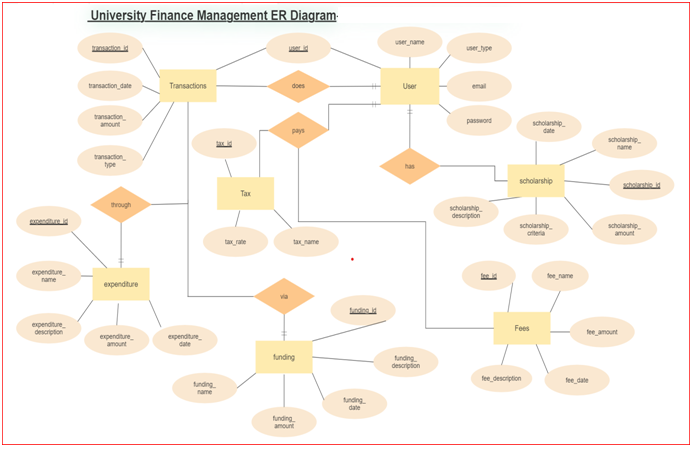 University Finance Management ER Diagram
transaction_id
user_id
user_name
user_type
transaction_date
Transactions
does
User
email
transaction_
amount
password
pays
scholarship_
date
tax_id
scholarship_
name
transaction_
type
has
scholarship
scholarship_id
Tax
through
scholarship_
description
scholarship_
criteria
scholarship_
amount
expenditure_id
tax_rate
tax_name
expenditure_
name
expenditure
fee_id
fee_name
via
funding_id
expenditure_
description
expenditure_
amount
expenditure_
date
Fees
fee_amount
funding
funding_
description
fee_description
fee_date
funding_
name
funding_
date
funding_
amount